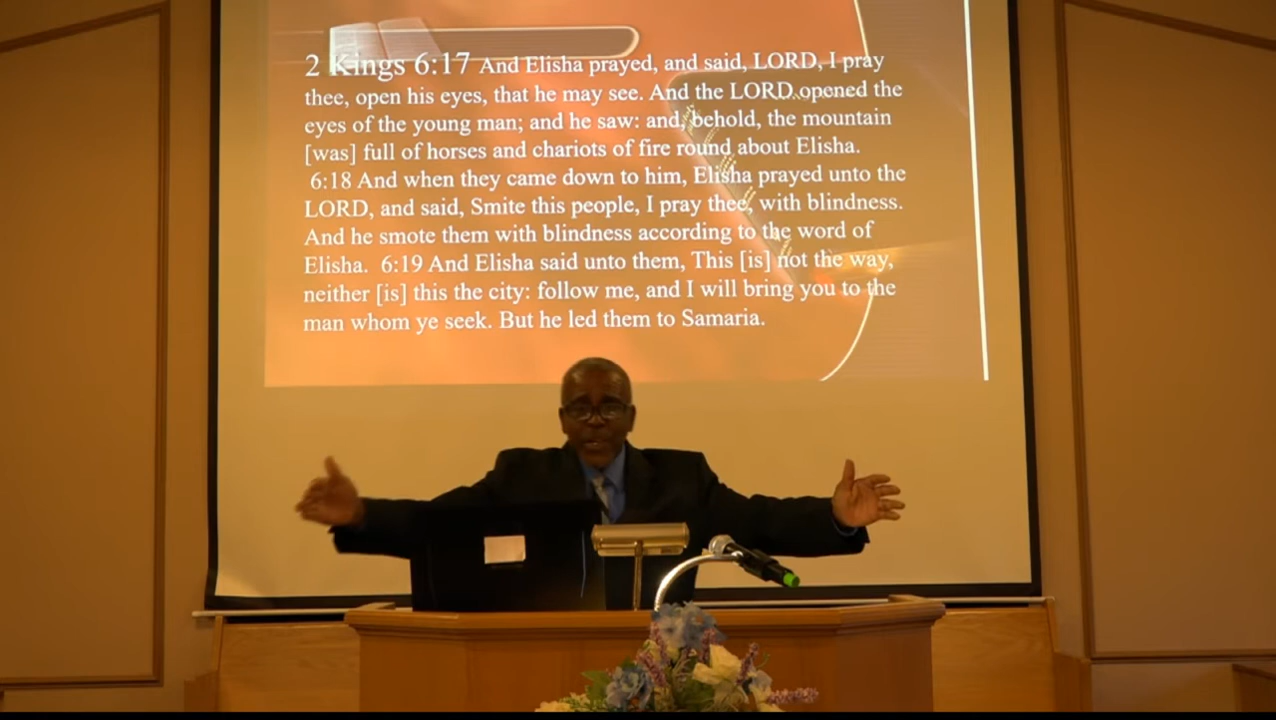 2 Kings 6:17 And Elisha prayed, and said, LORD, I pray
thee, open his eyes, that he may see. And the LORD opened the
eyes of the young man; and he saw: and, behold, the mountain
[was] full of horses and chariots of fire round about Elisha.
6:18 And when they came down to him, Elisha prayed unto the
LORD, and said, Smite this people, I pray thee, with blindness.
And he smote them with blindness according to the word of
Elisha. 6:19 And Elisha said unto them, This [is] not the way,
neither [is] this the city: follow me, and I will bring you to the
man whom ye seek. But he led them to Samaria.